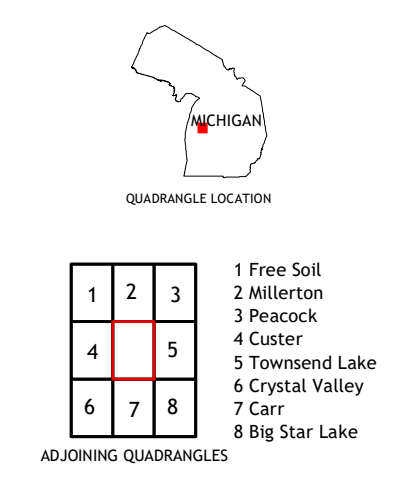 MICHIGAN
QUADRANGLE LOCATION
1 2 3
4 5
6 7 8
1 Free Soil
2 Millerton
3 Peacock
4 Custer
5 Townsend Lake
6 Crystal Valley
7 Carr
8 Big Star Lake
ADJOINING QUADRANGLES